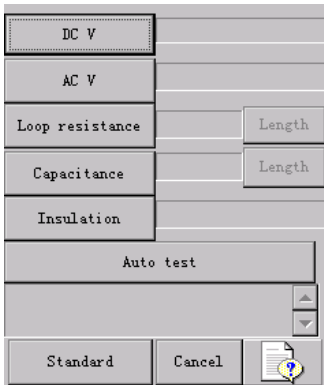 DC V
AC V
Loop resistance Length
Capacitance Length
Insulation
Auto test
Standard Cancel ?